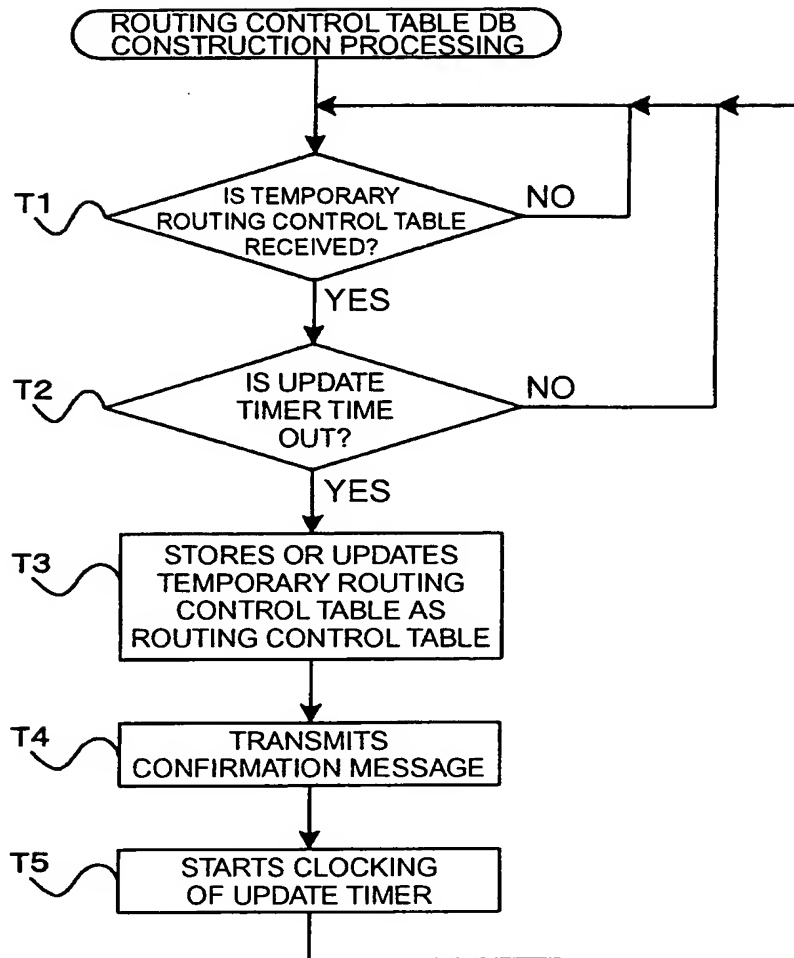 ROUTING CONTROL TABLE DB
CONSTRUCTION PROCESSING
T1
IS TEMPORARY
ROUTING CONTROL TABLE
RECEIVED?
NO
YES
T2
IS UPDATE
TIMER TIME
OUT?
NO
YES
T3
STORES OR UPDATES
TEMPORARY ROUTING
CONTROL TABLE AS
ROUTING CONTROL TABLE
T4
TRANSMITS
CONFIRMATION MESSAGE
T5
STARTS CLOCKING
OF UPDATE TIMER